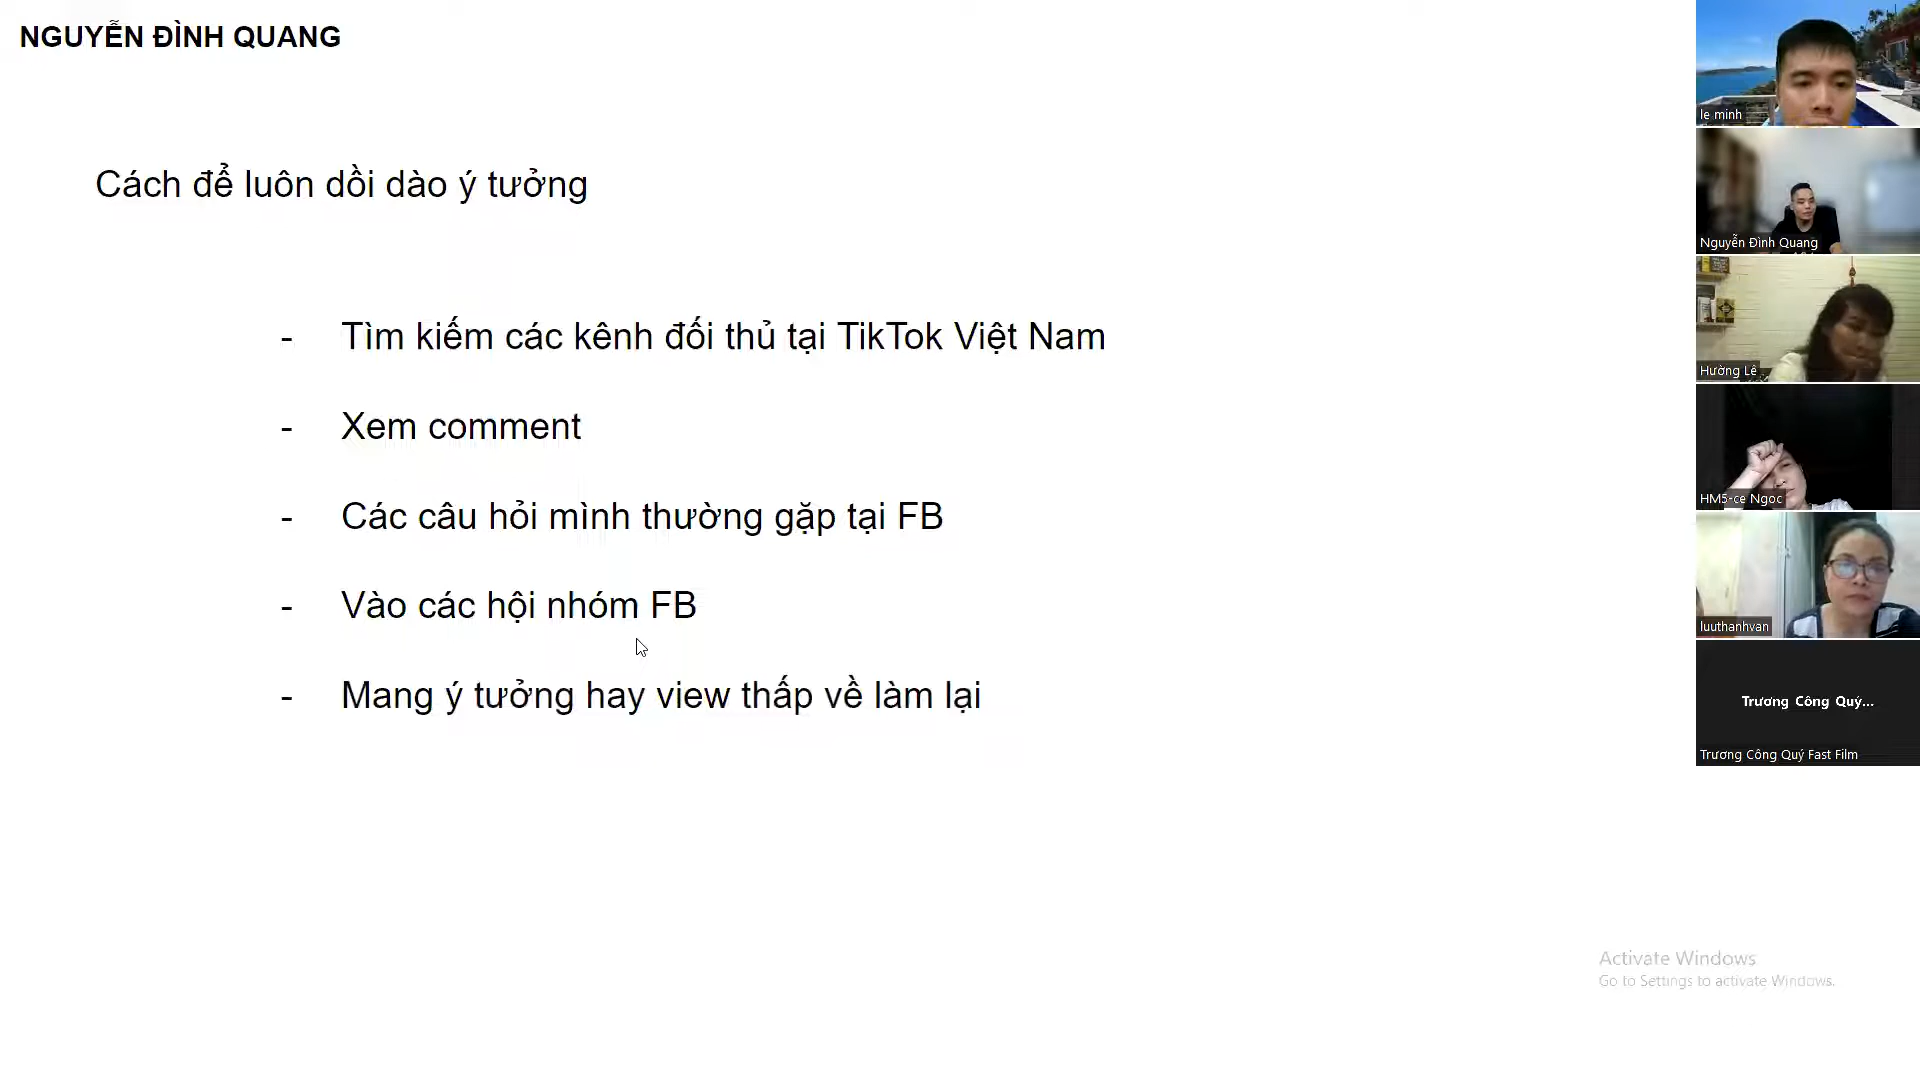 NGUYỄN ĐÌNH QUANG
Cách để luôn dồi dào ý tưởng
- Tìm kiếm các kênh đối thủ tại TikTok Việt Nam
- Xem comment
- Các câu hỏi mình thường gặp tại FB
- Vào các hội nhóm FB
- Mang ý tưởng hay view thấp về làm lại
le minh
Nguyễn Đình Quang
Hường Lê
HM5-ce Ngoc
luuthanhvan
Trương Công Quý...
Trương Công Quý Fast Film
Activate Windows
Go to Settings to activate Windows.